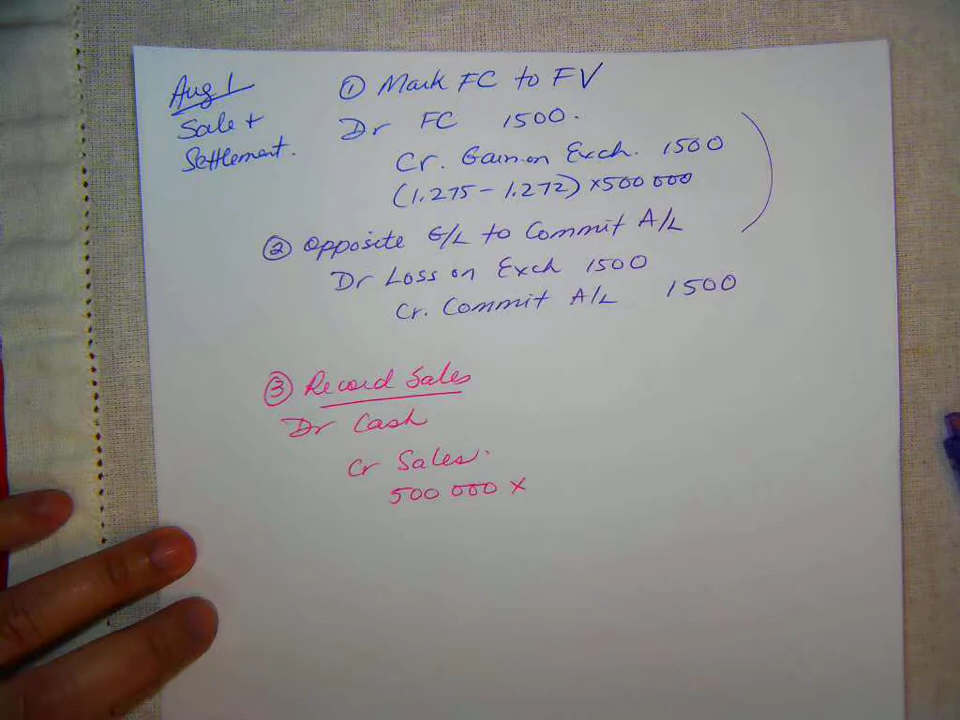 Aug 1
Sale +
Settlement.
① Mark FC to FV
Dr FC 1500.
Cr. Gain on Exch. 1500
(1.275 - 1.272) × 500 000
② Opposite G/L to Commit A/L
Dr Loss on Exch 1500
Cr. Commit A/L 1500
③ Record Sales
Dr Cash
Cr Sales.
500 000 ×